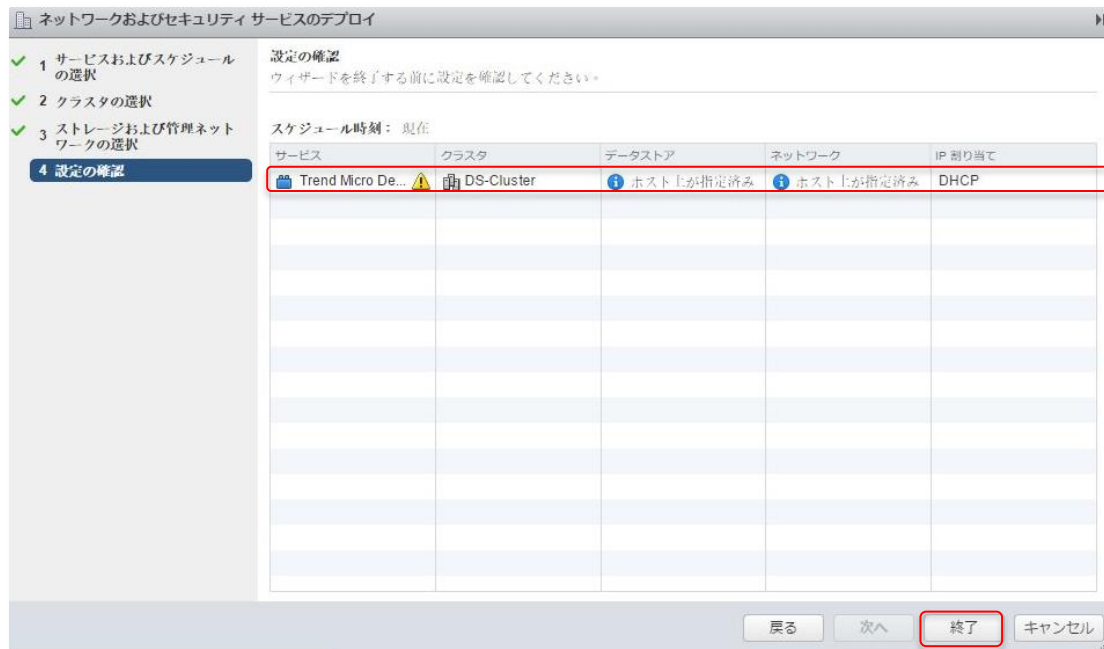 ネットワークおよびセキュリティ サービスのデプロイ
1 サービスおよびスケジュール
の選択
2 クラスタの選択
3 ストレージおよび管理ネット
ワークの選択
4 設定の確認
設定の確認
ウィザードを終了する前に設定を確認してください。
スケジュール時刻: 現在
サービス クラスタ データストア ネットワーク IP 割り当て
Trend Micro De... DS-Cluster ホスト上が指定済み ホスト上が指定済み DHCP
戻る 次へ 終了 キャンセル